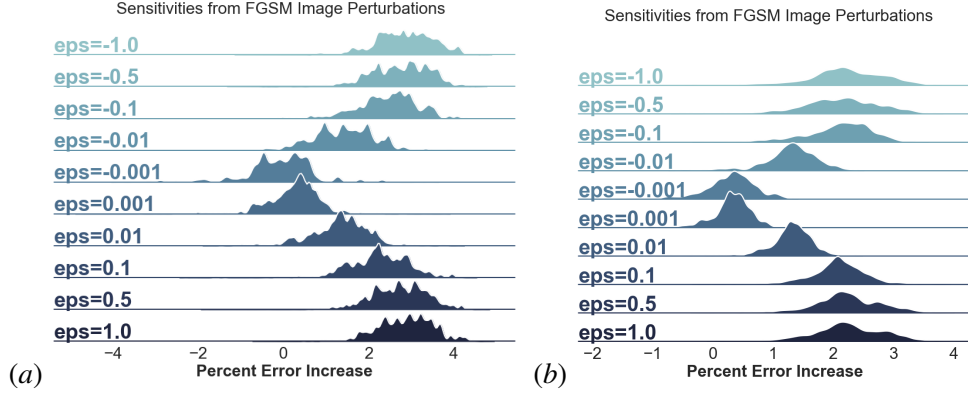 Sensitivities from FGSM Image Perturbations
eps=-1.0
eps=-0.5
eps=-0.1
eps=-0.01
eps=-0.001
eps=0.001
eps=0.01
eps=0.1
eps=0.5
eps=1.0
−4 −2 0 2 4
Percent Error Increase
(a)
Sensitivities from FGSM Image Perturbations
eps=-1.0
eps=-0.5
eps=-0.1
eps=-0.01
eps=-0.001
eps=0.001
eps=0.01
eps=0.1
eps=0.5
eps=1.0
−2 −1 0 1 2 3 4
Percent Error Increase
(b)